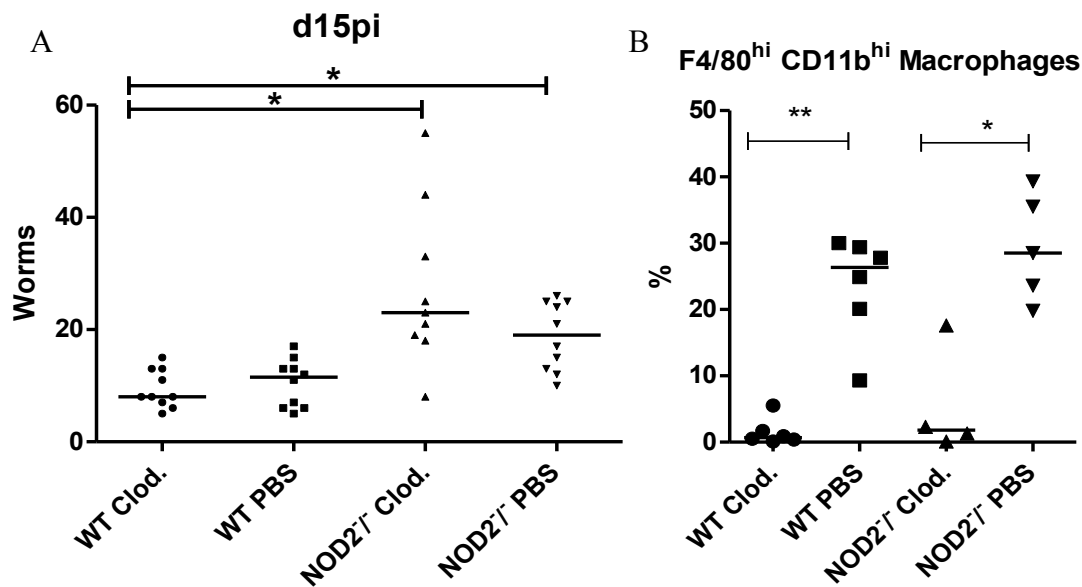 A
d15pi
*
*
60
40
20
0
Worms
WT Clod.
WT PBS
NOD2⁻/⁻ Clod.
NOD2⁻/⁻ PBS
B
F4/80ʰⁱ CD11bʰⁱ Macrophages
**
*
50
40
30
20
10
0
%
WT Clod.
WT PBS
NOD2⁻/⁻ Clod.
NOD2⁻/⁻ PBS